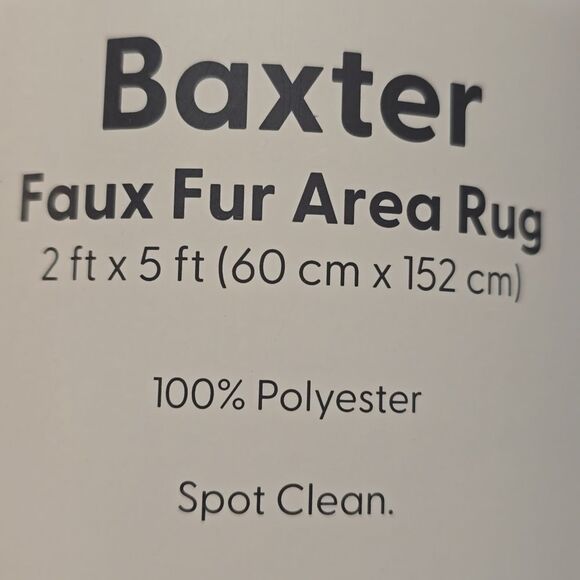 Baxter
Faux Fur Area Rug
2 ft x 5 ft (60 cm x 152 cm)
100% Polyester
Spot Clean.